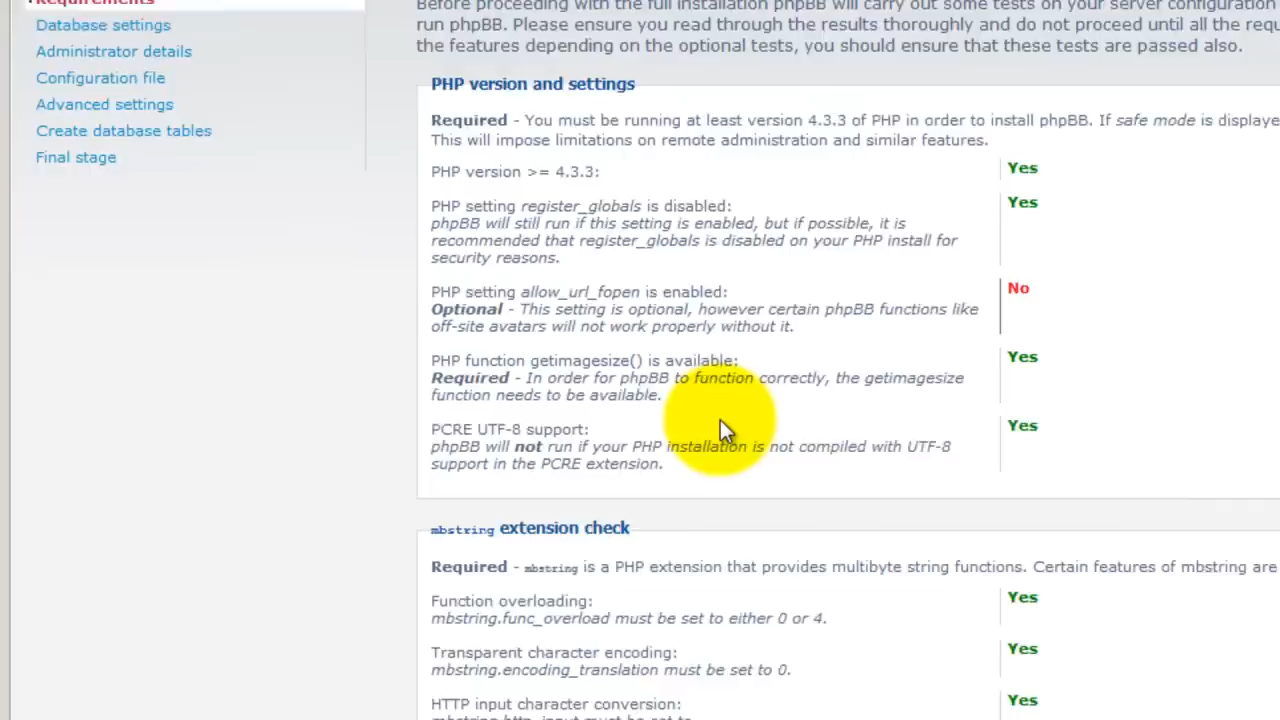 Requirements
Database settings
Administrator details
Configuration file
Advanced settings
Create database tables
Final stage
Before proceeding with the full installation phpBB will carry out some tests on your server configuration
run phpBB. Please ensure you read through the results thoroughly and do not proceed until all the
the features depending on the optional tests, you should ensure that these tests are passed also.
PHP version and settings
Required - You must be running at least version 4.3.3 of PHP in order to install phpBB. If safe mode is
This will impose limitations on remote administration and similar features.
PHP version >= 4.3.3: Yes
PHP setting register_globals is disabled: Yes
phpBB will still run if this setting is enabled, but if possible, it is
recommended that register_globals is disabled on your PHP install for
security reasons.
PHP setting allow_url_fopen is enabled: No
Optional - This setting is optional, however certain phpBB functions like
off-site avatars will not work properly without it.
PHP function getimagesize() is available: Yes
Required - In order for phpBB to function correctly, the getimagesize
function needs to be available.
PCRE UTF-8 support: Yes
phpBB will not run if your PHP installation is not compiled with UTF-8
support in the PCRE extension.
mbstring extension check
Required - mbstring is a PHP extension that provides multibyte string functions. Certain features of mbstring are
Function overloading: Yes
mbstring.func_overload must be set to either 0 or 4.
Transparent character encoding: Yes
mbstring.encoding_translation must be set to 0.
HTTP input character conversion: Yes